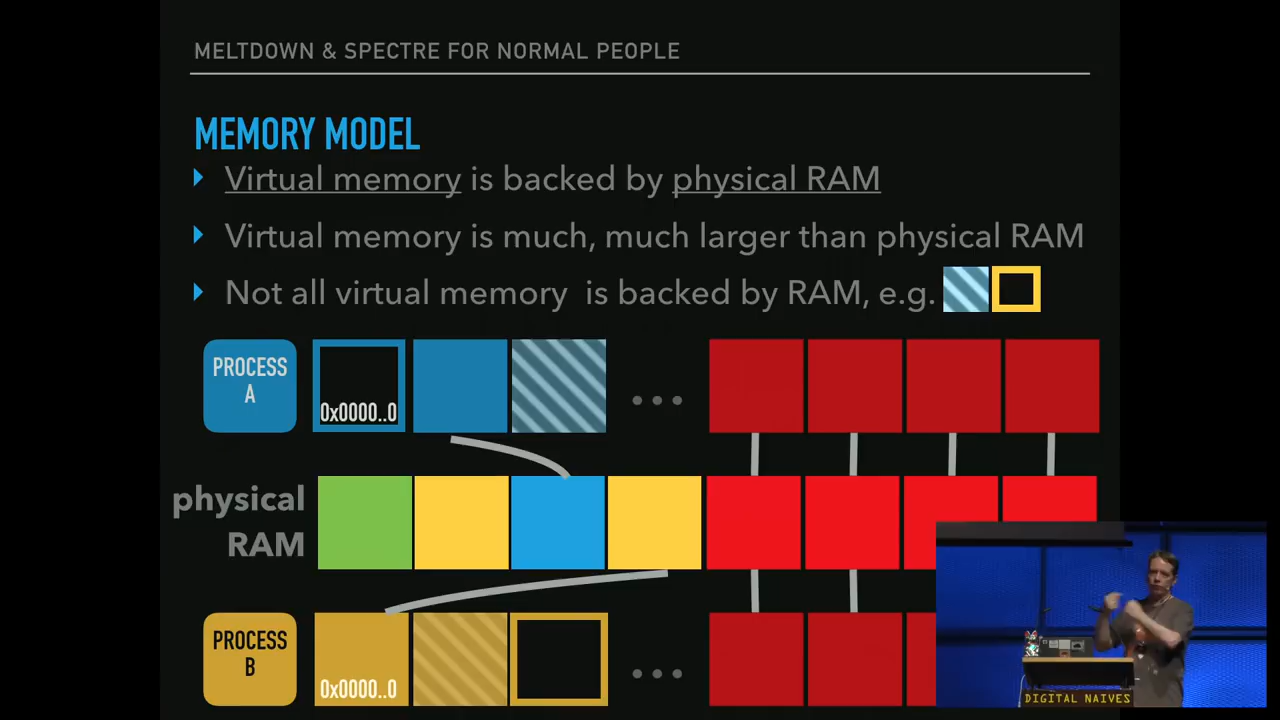 MELTDOWN & SPECTRE FOR NORMAL PEOPLE
MEMORY MODEL
Virtual memory is backed by physical RAM
Virtual memory is much, much larger than physical RAM
Not all virtual memory is backed by RAM, e.g.
PROCESS
A
0x0000..0
physical
RAM
PROCESS
B
0x0000..0
DIGITAL NAIVES